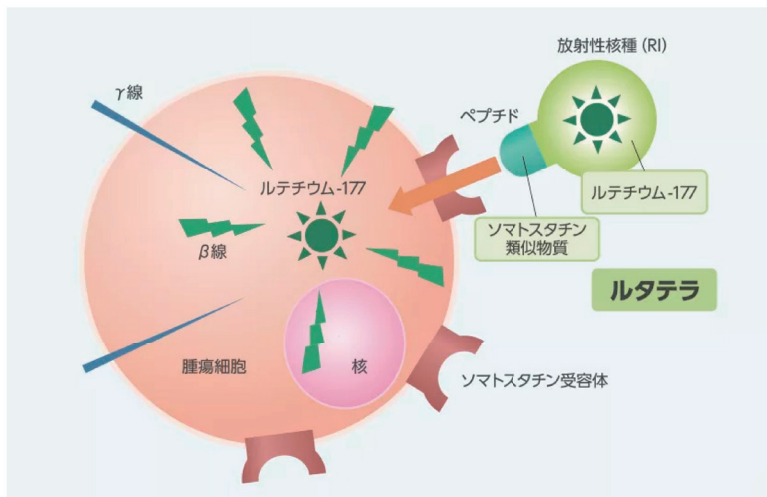 放射性核種（RI）
γ線
ペプチド
ルテチウム-177
ルテチウム-177
ソマトスタチン
類似物質
β線
ルタテラ
腫瘍細胞
核
ソマトスタチン受容体